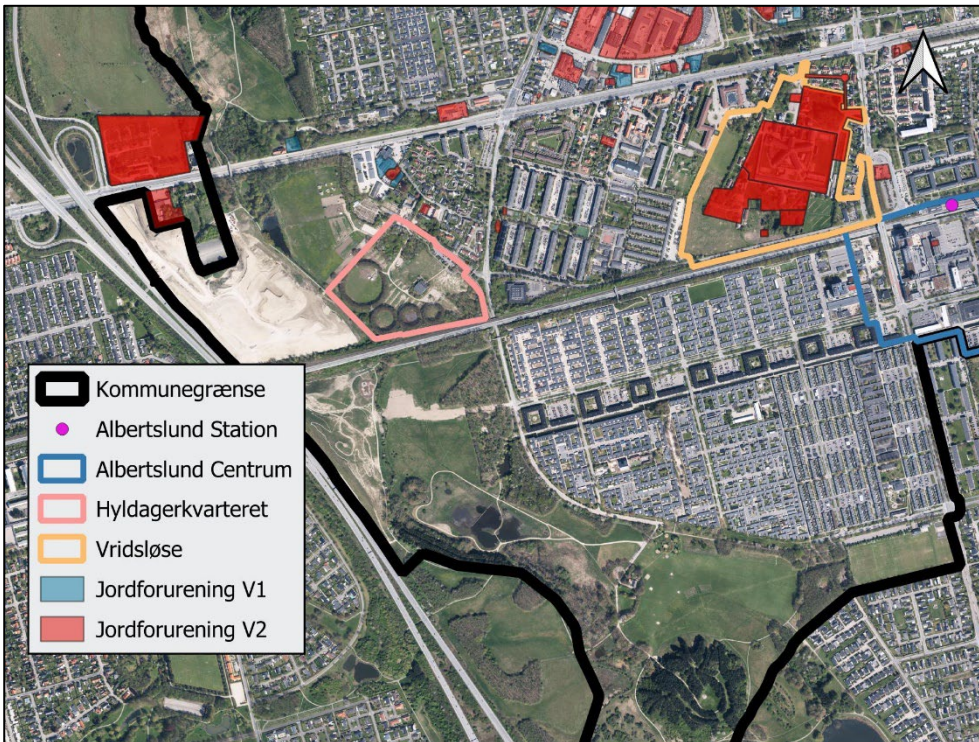 Kommunegrænse
Albertslund Station
Albertslund Centrum
Hyldagerkvarteret
Vridsløse
Jordforurening V1
Jordforurening V2